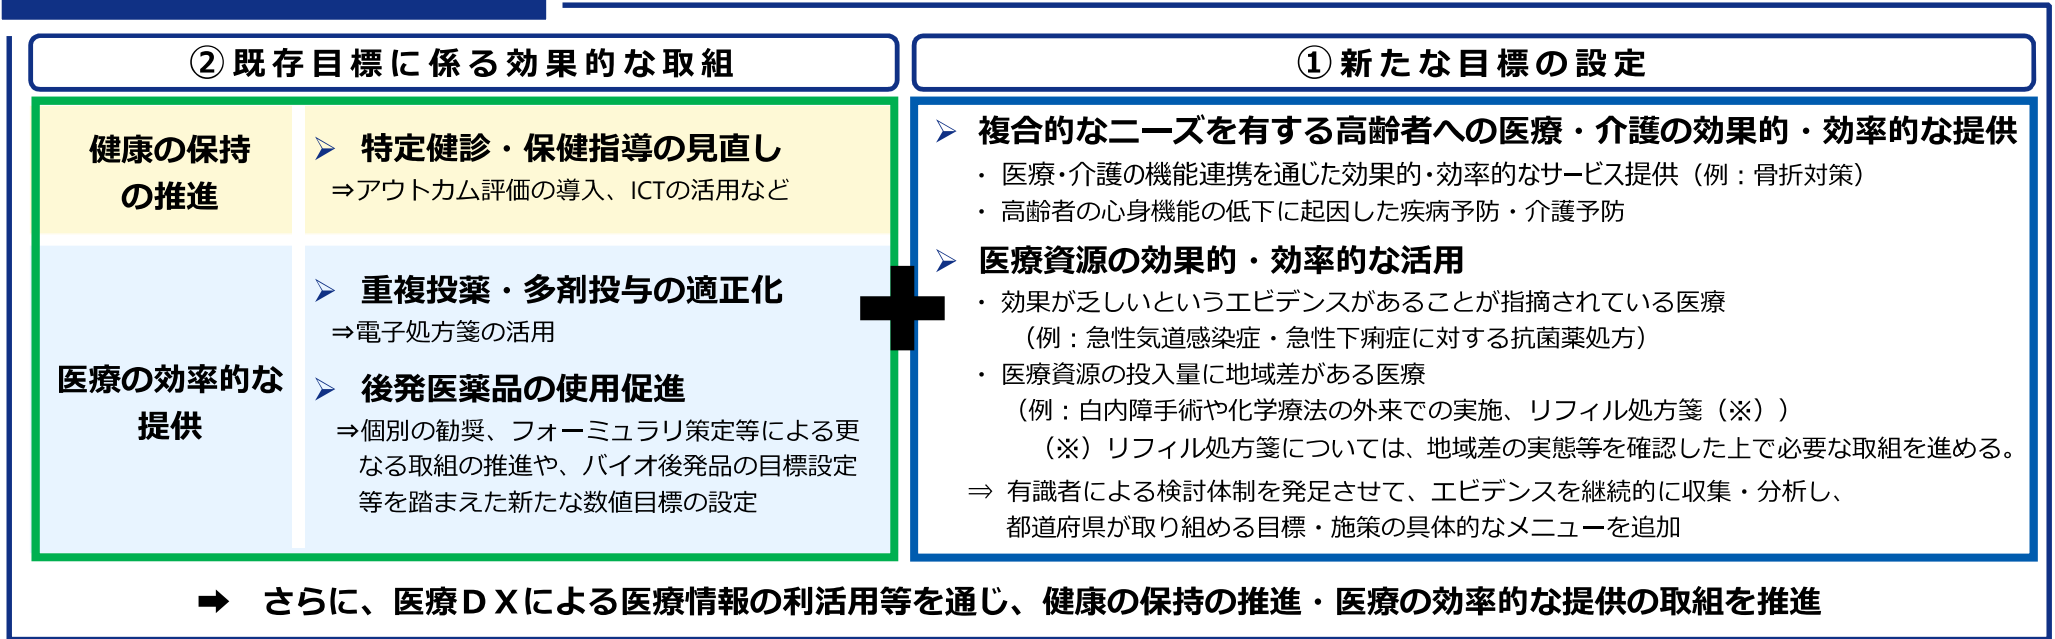 ②既存目標に係る効果的な取組
健康の保持
の推進
➢ 特定健診・保健指導の見直し
⇒アウトカム評価の導入、ICTの活用など
医療の効率的な
提供
➢ 重複投薬・多剤投与の適正化
⇒電子処方箋の活用
➢ 後発医薬品の使用促進
⇒個別の勧奨、フォーミュラリ策定等による更
なる取組の推進や、バイオ後発品の目標設定
等を踏まえた新たな数値目標の設定
①新たな目標の設定
➢ 複合的なニーズを有する高齢者への医療・介護の効果的・効率的な提供
・ 医療・介護の機能連携を通じた効果的・効率的なサービス提供（例：骨折対策）
・ 高齢者の心身機能の低下に起因した疾病予防・介護予防
➢ 医療資源の効果的・効率的な活用
・ 効果が乏しいというエビデンスがあることが指摘されている医療
（例：急性気道感染症・急性下痢症に対する抗菌薬処方）
・ 医療資源の投入量に地域差がある医療
（例：白内障手術や化学療法の外来での実施、リフィル処方箋（※））
（※）リフィル処方箋については、地域差の実態等を確認した上で必要な取組を進める。
⇒ 有識者による検討体制を発足させて、エビデンスを継続的に収集・分析し、
都道府県が取り組める目標・施策の具体的なメニューを追加
➡ さらに、医療ＤＸによる医療情報の利活用等を通じ、健康の保持の推進・医療の効率的な提供の取組を推進